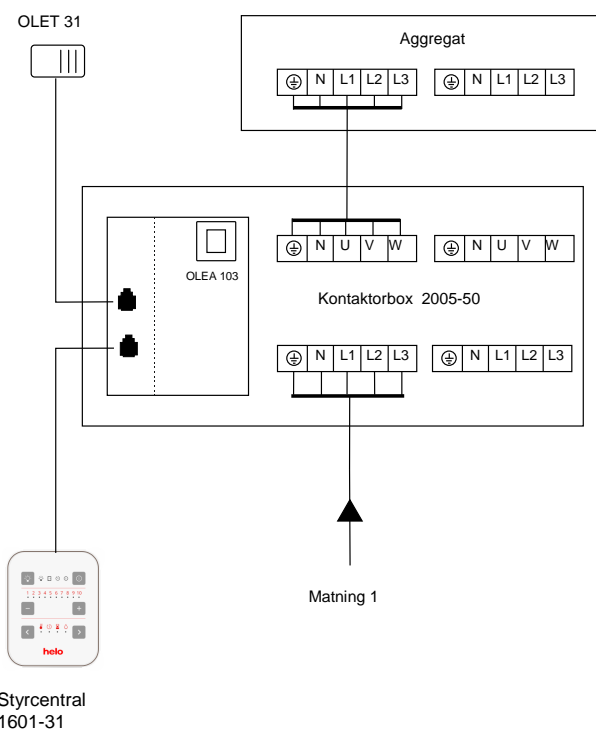 OLET 31
Aggregat
N L1 L2 L3
N L1 L2 L3
N U V W
N U V W
OLEA 103
Kontaktorbox 2005-50
N L1 L2 L3
N L1 L2 L3
Matning 1
1 2 3 4 5 6 7 8 9 10
helo
Styrcentral
1601-31